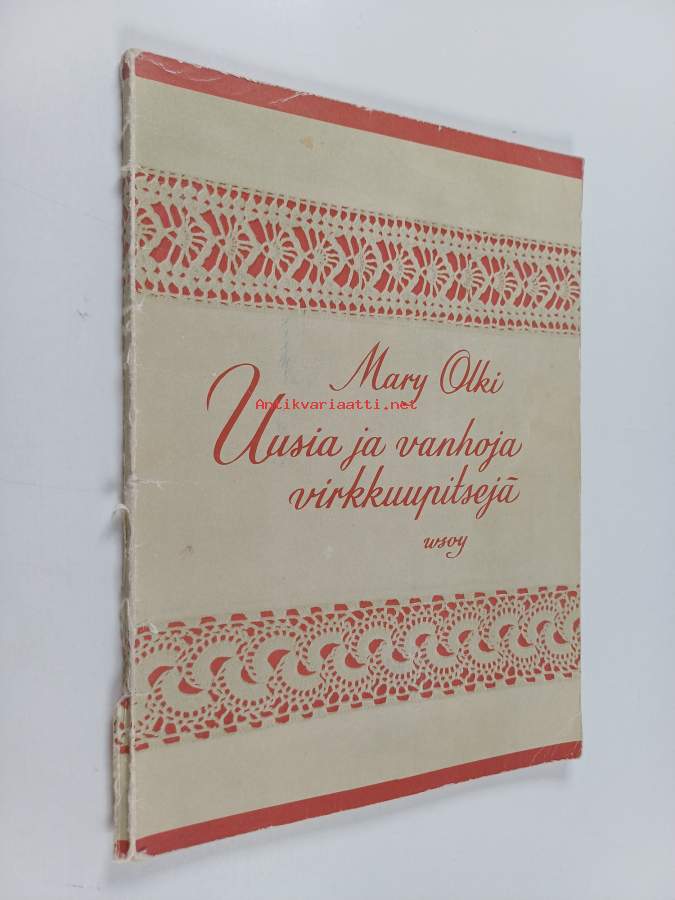 Mary Olki
Antikvariaatti.net
Uusia ja vanhoja
virkkuupitsejä
wsoy